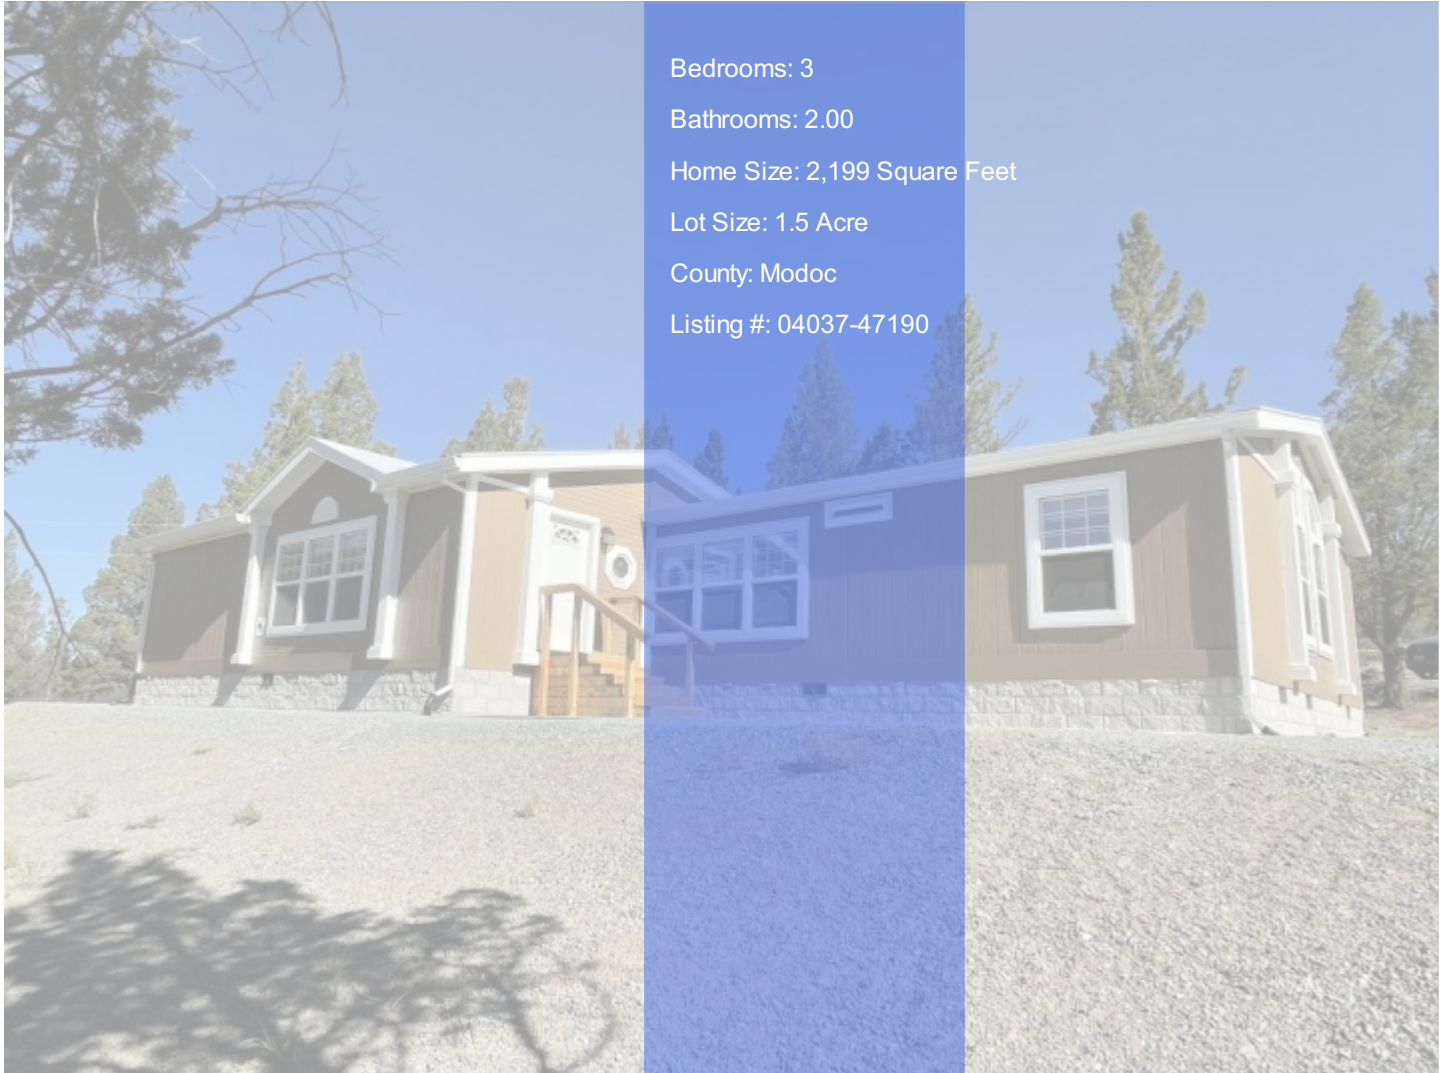 Bedrooms: 3
Bathrooms: 2.00
Home Size: 2,199 Square Feet
Lot Size: 1.5 Acre
County: Modoc
Listing #: 04037-47190